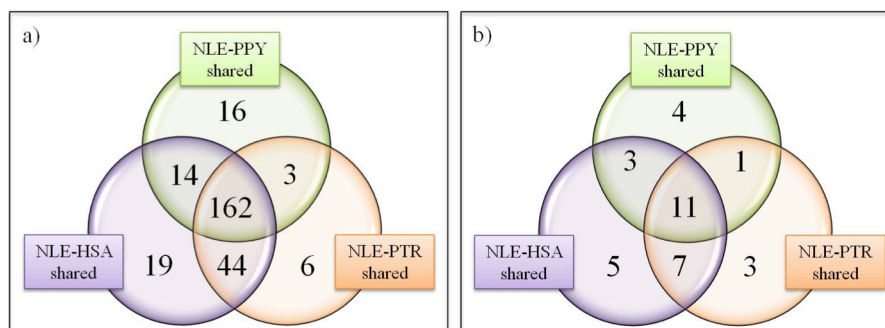 a)
NLE-PPY
shared
16
14
3
162
NLE-HSA
shared
19
44
6
NLE-PTR
shared
b)
NLE-PPY
shared
4
3
1
11
NLE-HSA
shared
5
7
3
NLE-PTR
shared